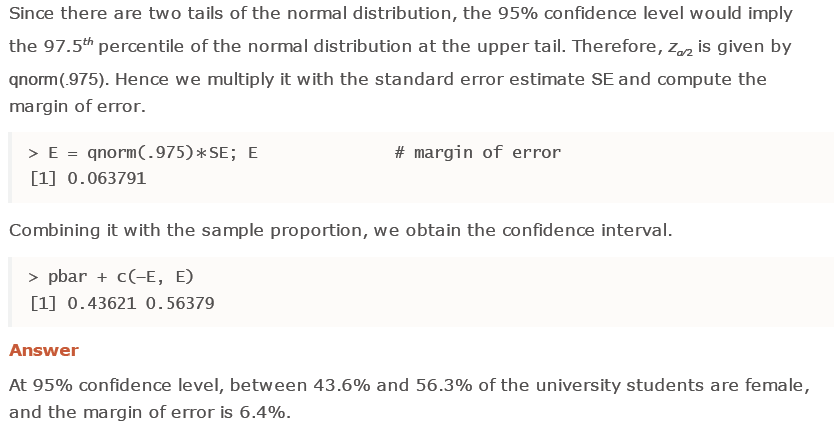 Since there are two tails of the normal distribution, the 95% confidence level would imply
the 97.5th percentile of the normal distribution at the upper tail. Therefore, zα/2 is given by
qnorm(.975). Hence we multiply it with the standard error estimate SE and compute the
margin of error.
> E = qnorm(.975)∗SE; E              # margin of error
[1] 0.063791
Combining it with the sample proportion, we obtain the confidence interval.
> pbar + c(−E, E)
[1] 0.43621 0.56379
Answer
At 95% confidence level, between 43.6% and 56.3% of the university students are female,
and the margin of error is 6.4%.